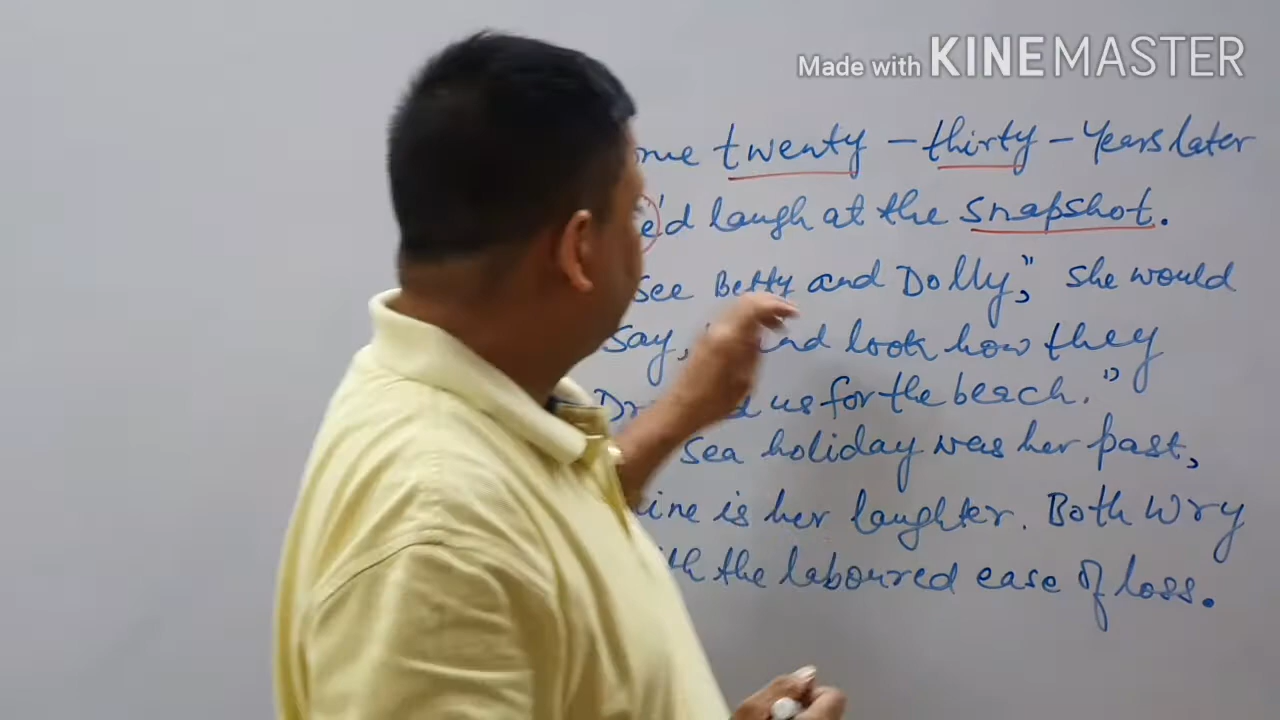 Made with KINEMASTER
me twenty - thirty - Years later
e'd laugh at the snapshot.
see Betty and Dolly," she would
Say, and look how they
us for the beach."
sea holiday was her past,
ine is her laughter. Both wry
th the laboured ease of loss.